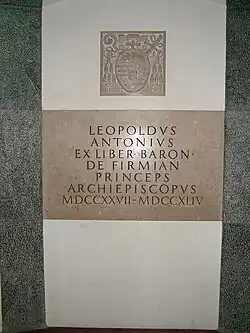 LEOPOLDVS
ANTONIVS
EX LIBER·BARON·
DE FIRMIAN
PRINCEPS
ARCHIEPISCOPVS
MDCCXXVII-MDCCXLIV